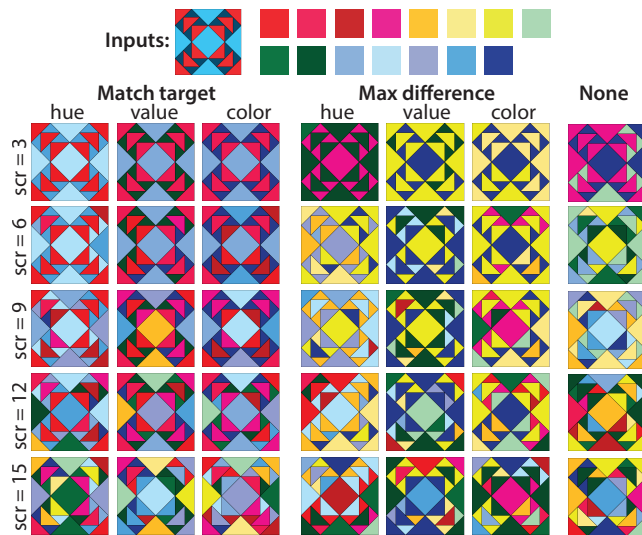 Inputs:
Match target Max difference None
hue value color hue value color
scr = 3
scr = 6
scr = 9
scr = 12
scr = 15